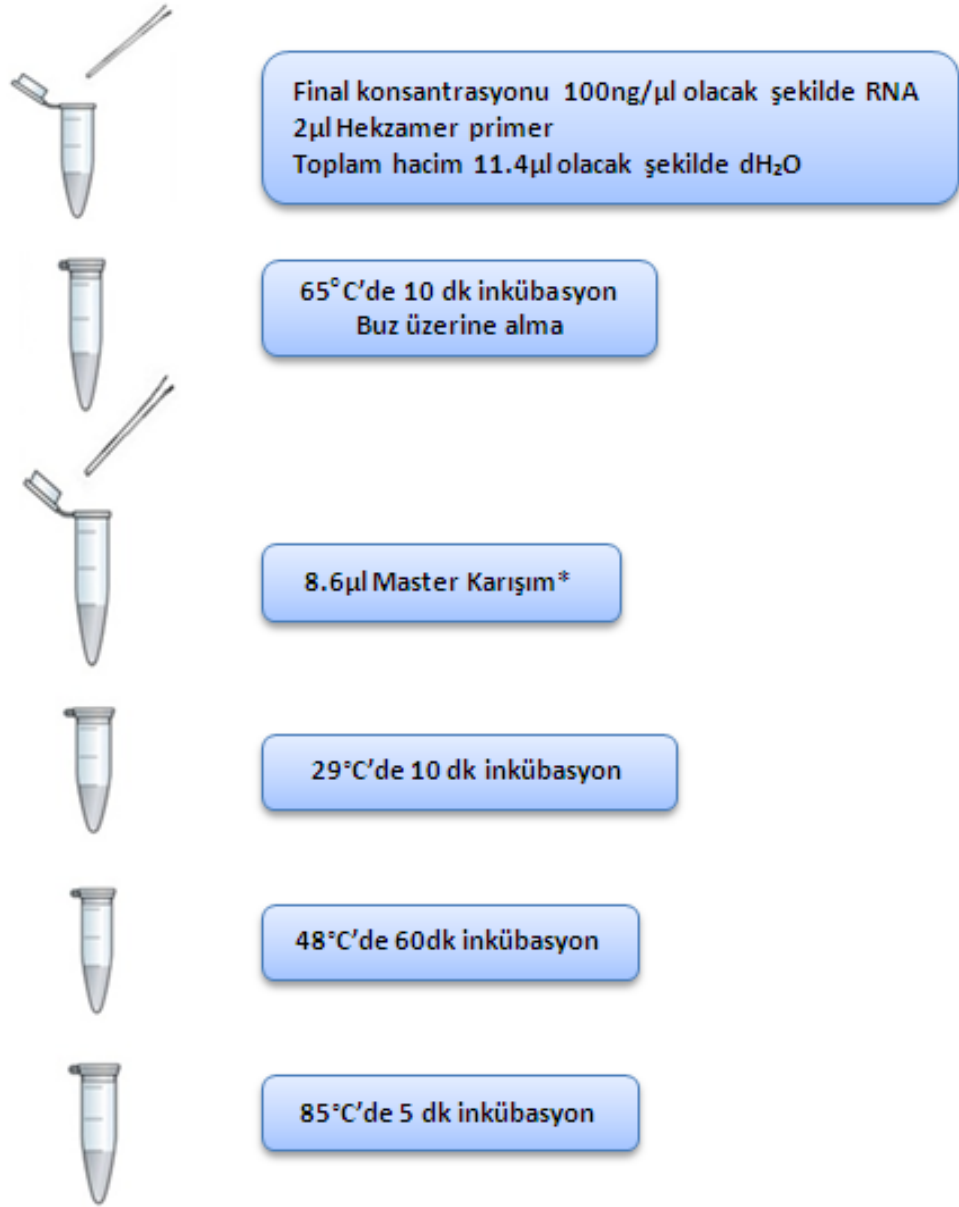 Final konsantrasyonu 100ng/µl olacak şekilde RNA
2µl Hekzamer primer
Toplam hacim 11.4µl olacak şekilde dH₂O
65°C’de 10 dk inkübasyon
Buz üzerine alma
8.6µl Master Karışım*
29°C’de 10 dk inkübasyon
48°C’de 60dk inkübasyon
85°C’de 5 dk inkübasyon